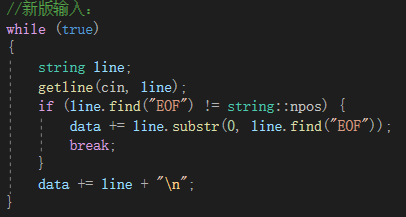 //新版输入：
while (true)
{
    string line;
    getline(cin, line);
    if (line.find("EOF") != string::npos) {
        data += line.substr(0, line.find("EOF"));
        break;
    }
    data += line + "\n";
}